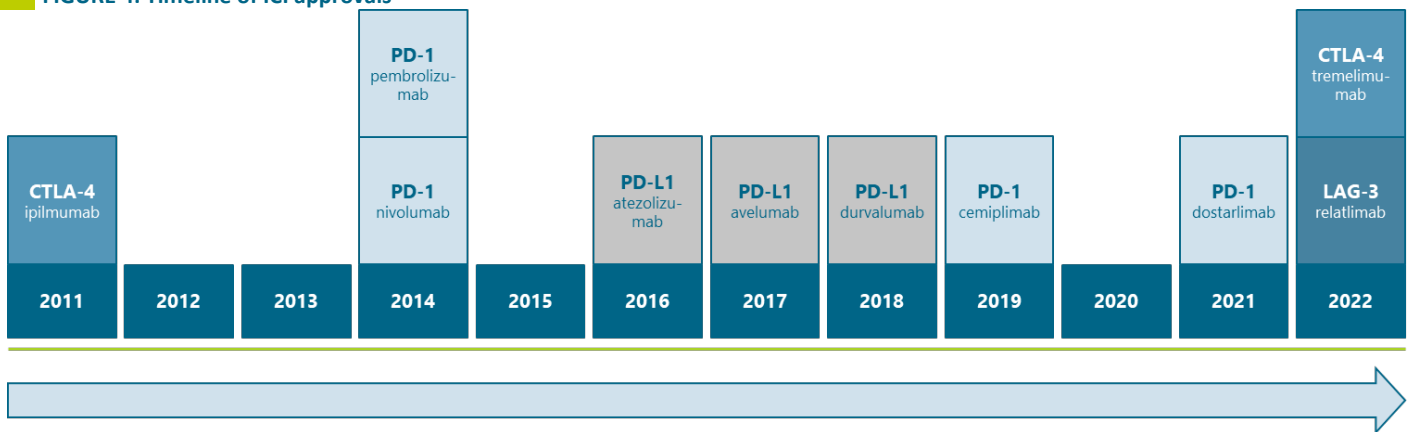 FIGURE 4. Timeline of ICI approvals
PD-1
pembrolizu-
mab
CTLA-4
tremelimu-
mab
CTLA-4
ipilmumab
PD-1
nivolumab
PD-L1
atezolizu-
mab
PD-L1
avelumab
PD-L1
durvalumab
PD-1
cemiplimab
PD-1
dostarlimab
LAG-3
relatlimab
2011 2012 2013 2014 2015 2016 2017 2018 2019 2020 2021 2022